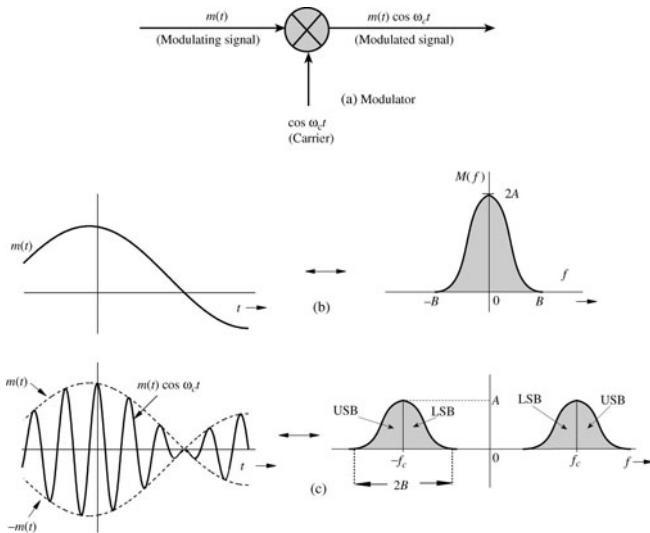 m(t)
m(t) cos ω_c t
(Modulating signal)
(Modulated signal)
(a) Modulator
cos ω_c t
(Carrier)
M(f)
2A
m(t)
f
t
(b)
−B
0
B
m(t)
m(t) cos ω_c t
A
USB
LSB
LSB
USB
t
−f_c
0
f_c
f
−m(t)
(c)
2B